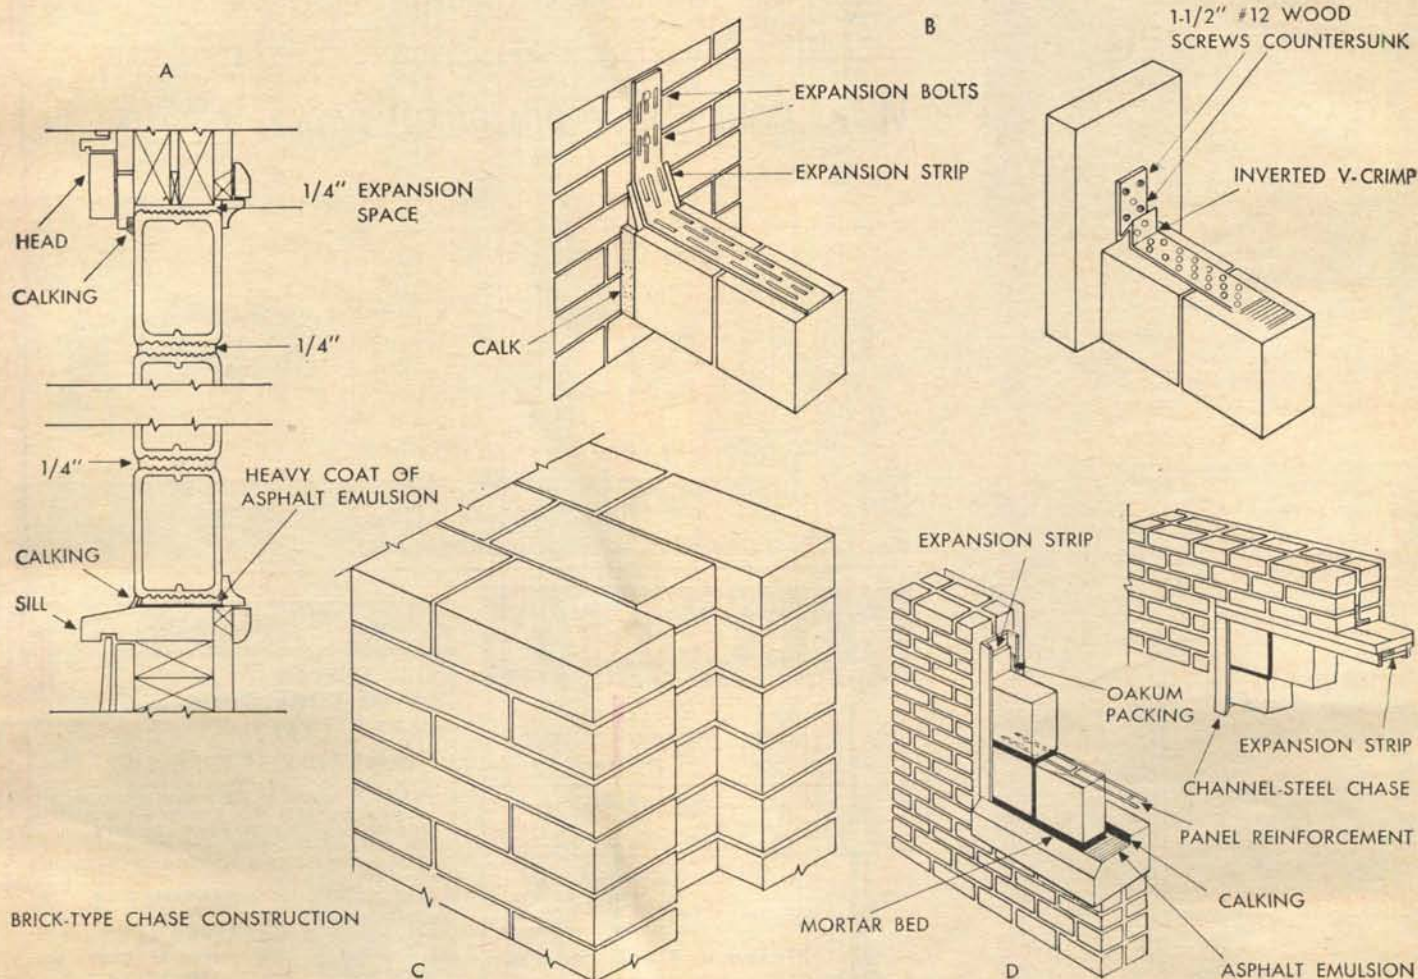 A
HEAD
CALKING
1/4" EXPANSION
SPACE
1/4"
1/4"
HEAVY COAT OF
ASPHALT EMULSION
CALKING
SILL
B
EXPANSION BOLTS
EXPANSION STRIP
CALK
1-1/2" #12 WOOD
SCREWS COUNTERSUNK
INVERTED V-CRIMP
BRICK-TYPE CHASE CONSTRUCTION
C
EXPANSION STRIP
OAKUM
PACKING
EXPANSION STRIP
CHANNEL-STEEL CHASE
PANEL REINFORCEMENT
CALKING
MORTAR BED
ASPHALT EMULSION
D